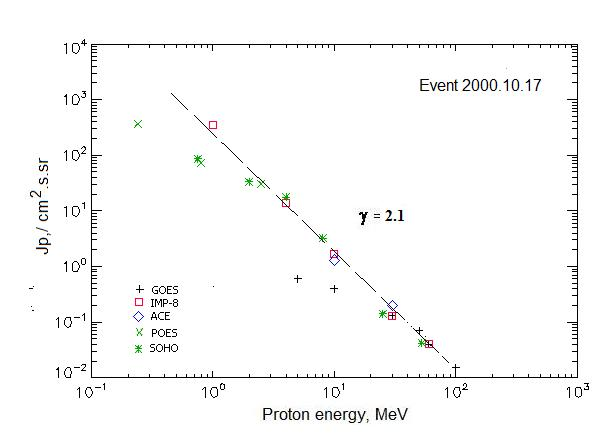 10^4
Event 2000.10.17
10^3
10^2
γ = 2.1
10^1
10^0
10^-1
10^-2
Jp,/ cm^2.s.sr
GOES
IMP-8
ACE
POES
SOHO
10^-1 10^0 10^1 10^2 10^3
Proton energy, MeV